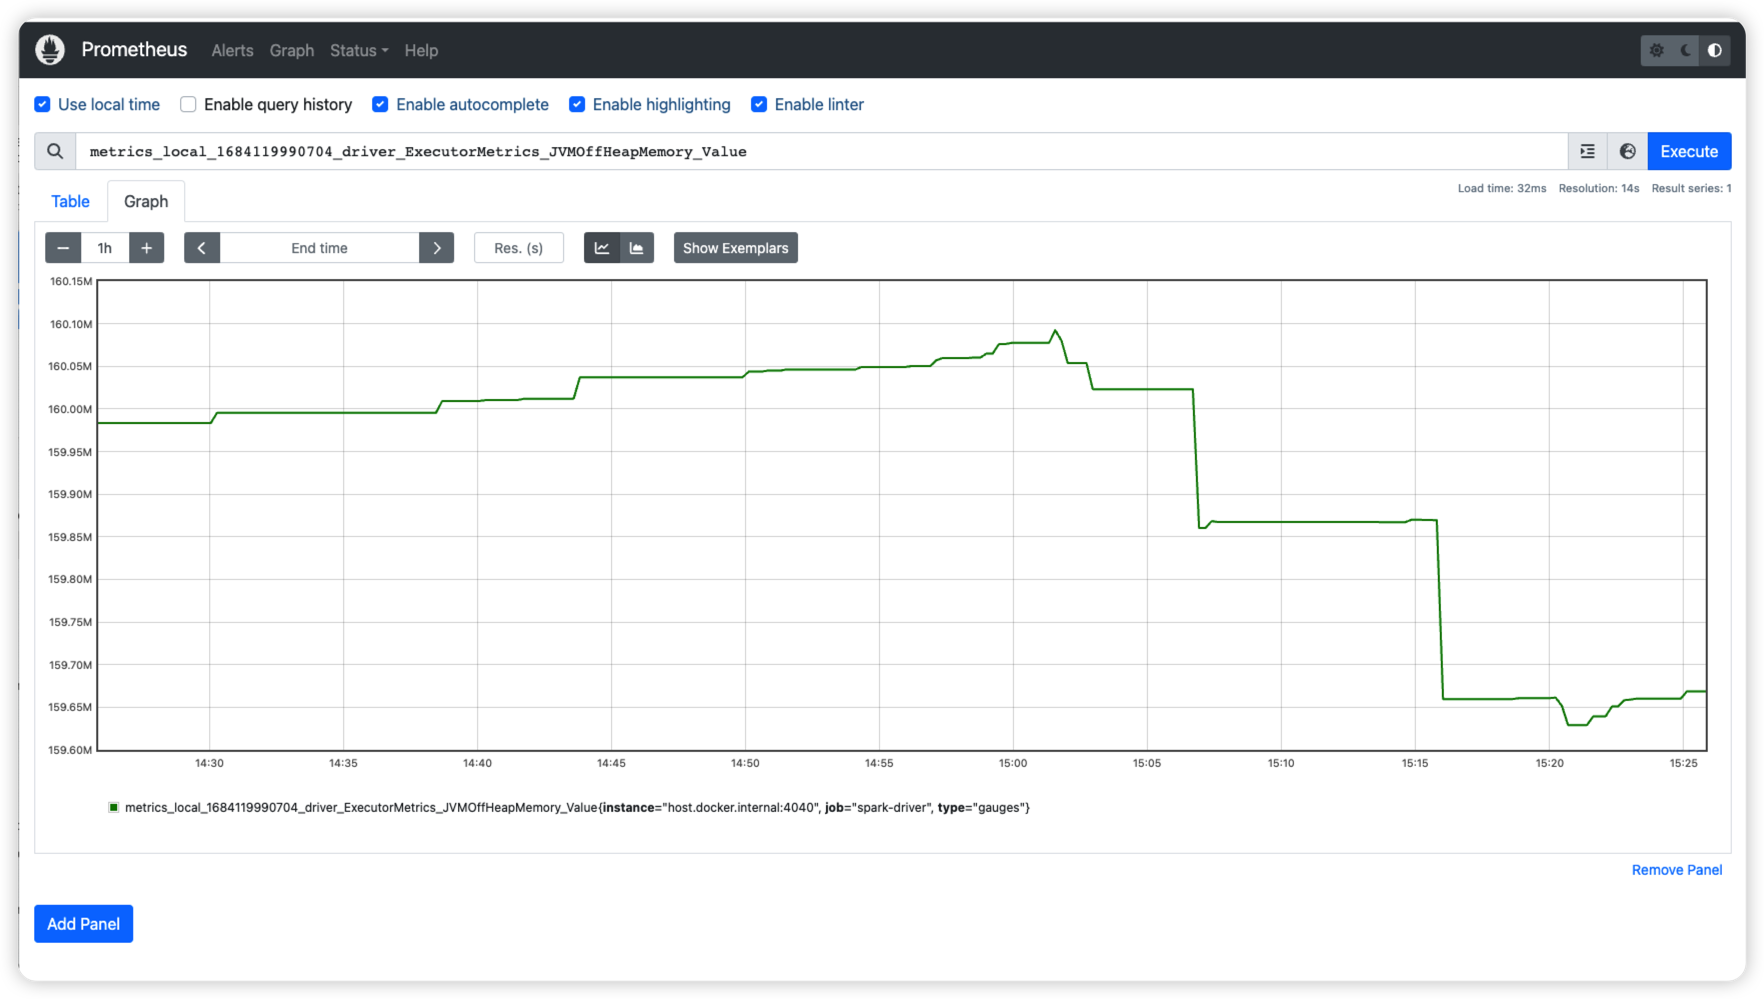 Prometheus Alerts Graph Status Help
Use local time Enable query history Enable autocomplete Enable highlighting Enable linter
metrics_local_1684119990704_driver_ExecutorMetrics_JVMOffHeapMemory_Value Execute
Load time: 32ms Resolution: 14s Result series: 1
Table Graph
− 1h + End time Res. (s) Show Exemplars
160.15M
160.10M
160.05M
160.00M
159.95M
159.90M
159.85M
159.80M
159.75M
159.70M
159.65M
159.60M
14:30 14:35 14:40 14:45 14:50 14:55 15:00 15:05 15:10 15:15 15:20 15:25
metrics_local_1684119990704_driver_ExecutorMetrics_JVMOffHeapMemory_Value{instance="host.docker.internal:4040", job="spark-driver", type="gauges"}
Remove Panel
Add Panel